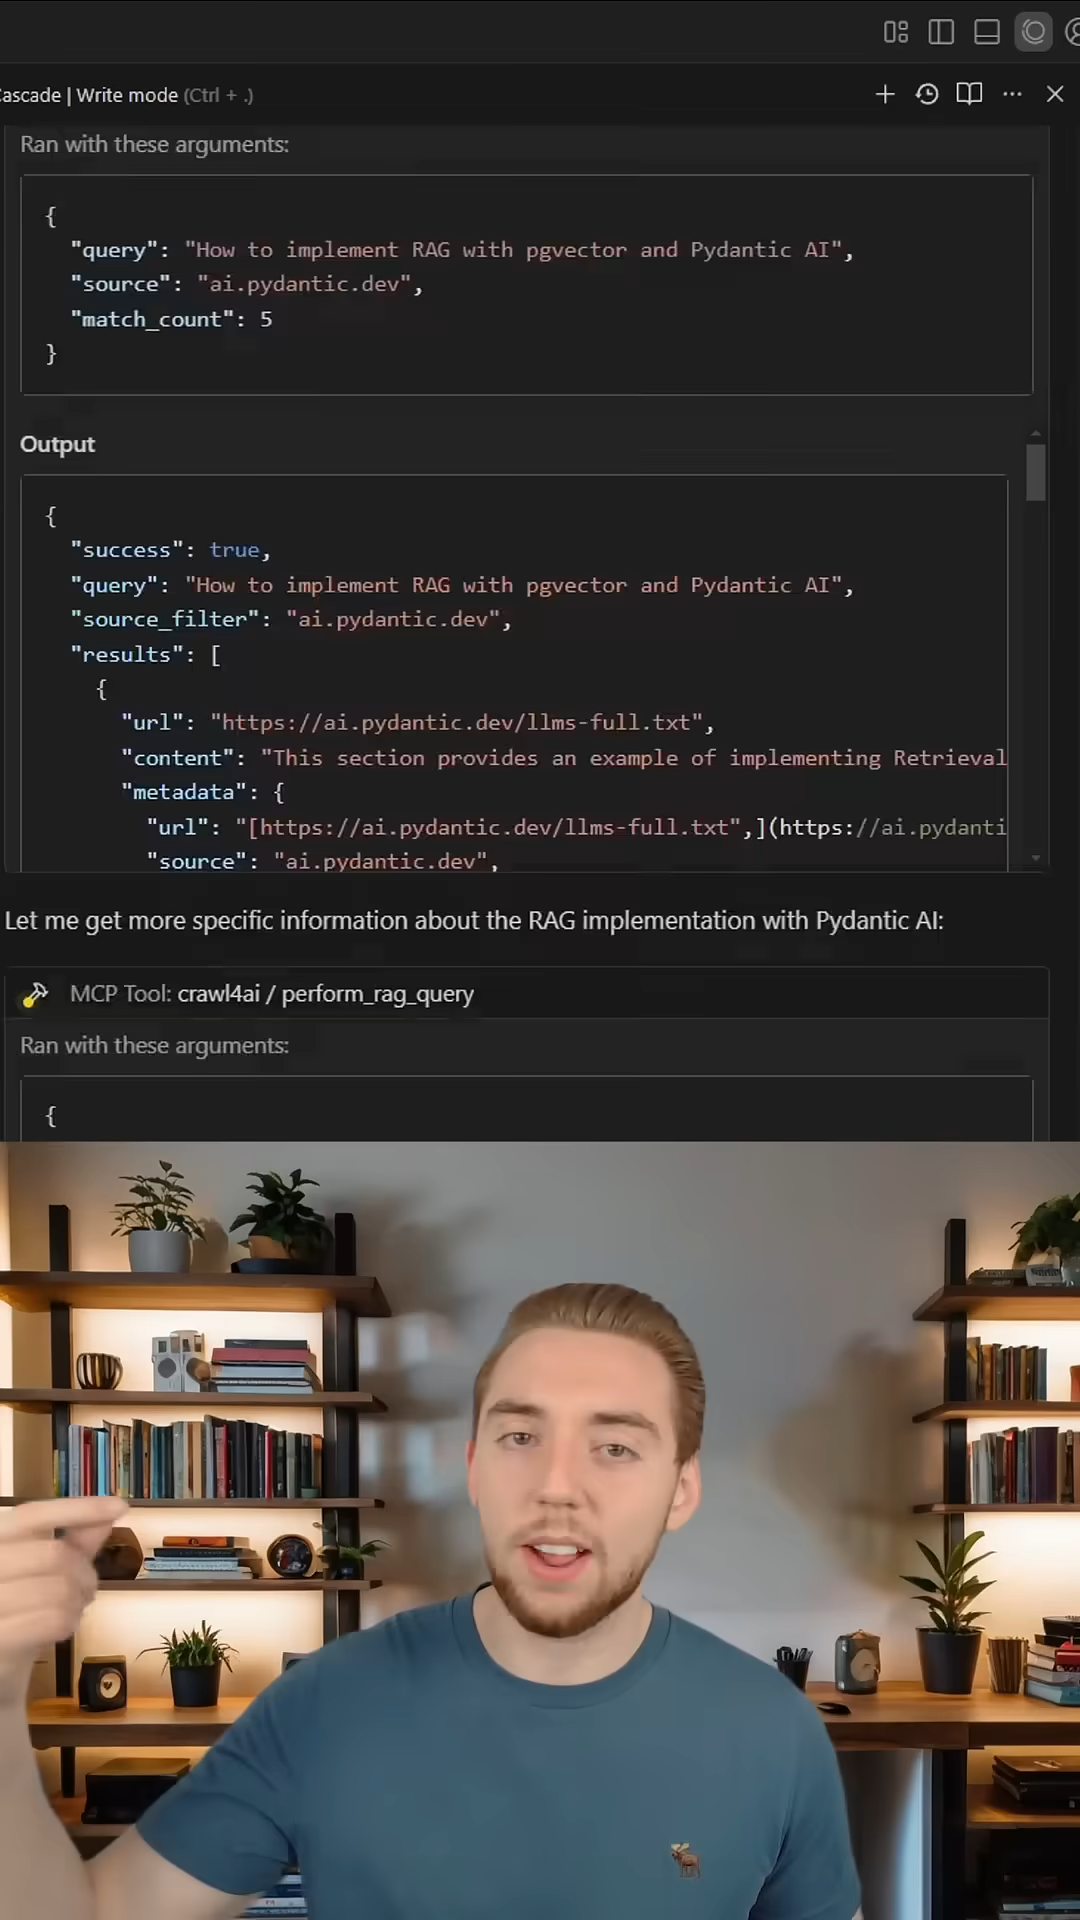 Cascade | Write mode (Ctrl + .)
Ran with these arguments:
{
"query": "How to implement RAG with pgvector and Pydantic AI",
"source": "ai.pydantic.dev",
"match_count": 5
}
Output
{
"success": true,
"query": "How to implement RAG with pgvector and Pydantic AI",
"source_filter": "ai.pydantic.dev",
"results": [
{
"url": "https://ai.pydantic.dev/llms-full.txt",
"content": "This section provides an example of implementing Retrieval
"metadata": {
"url": "[https://ai.pydantic.dev/llms-full.txt",](https://ai.pydanti
"source": "ai.pydantic.dev",
Let me get more specific information about the RAG implementation with Pydantic AI:
MCP Tool: crawl4ai / perform_rag_query
Ran with these arguments:
{